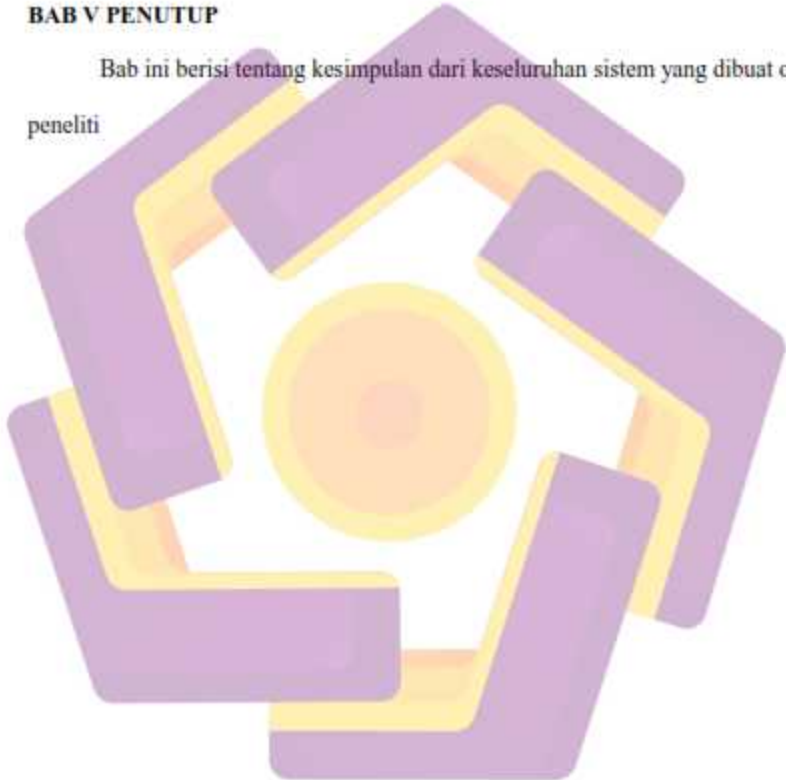 BAB V PENUTUP
Bab ini berisi tentang kesimpulan dari keseluruhan sistem yang dibuat
peneliti